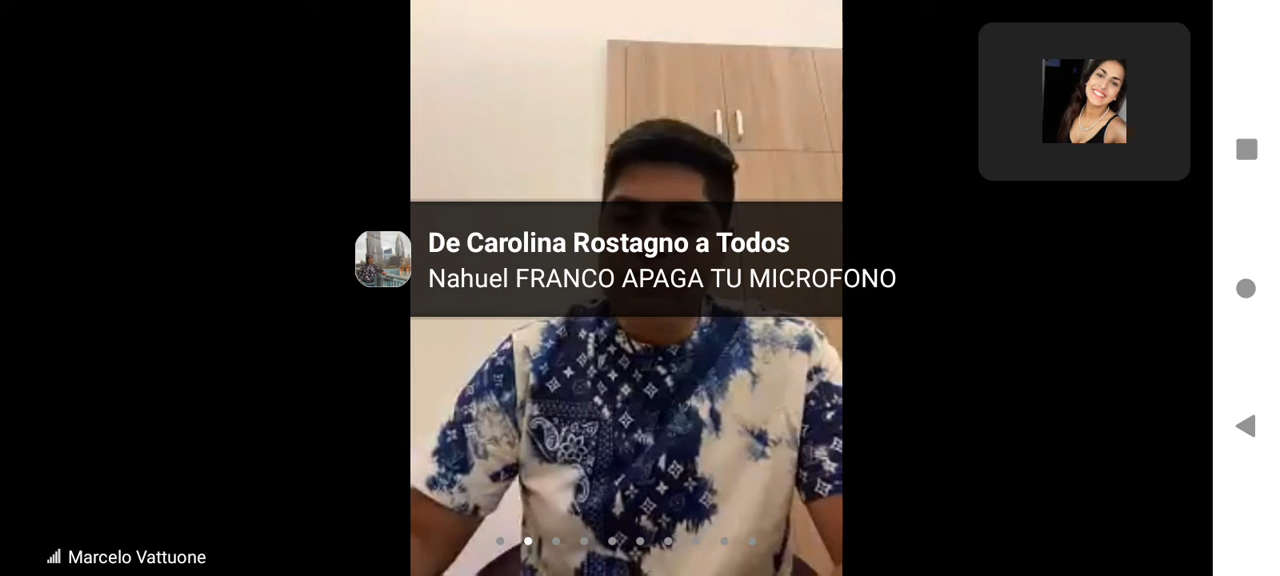 De Carolina Rostagno a Todos
Nahuel FRANCO APAGA TU MICROFONO
Marcelo Vattuone